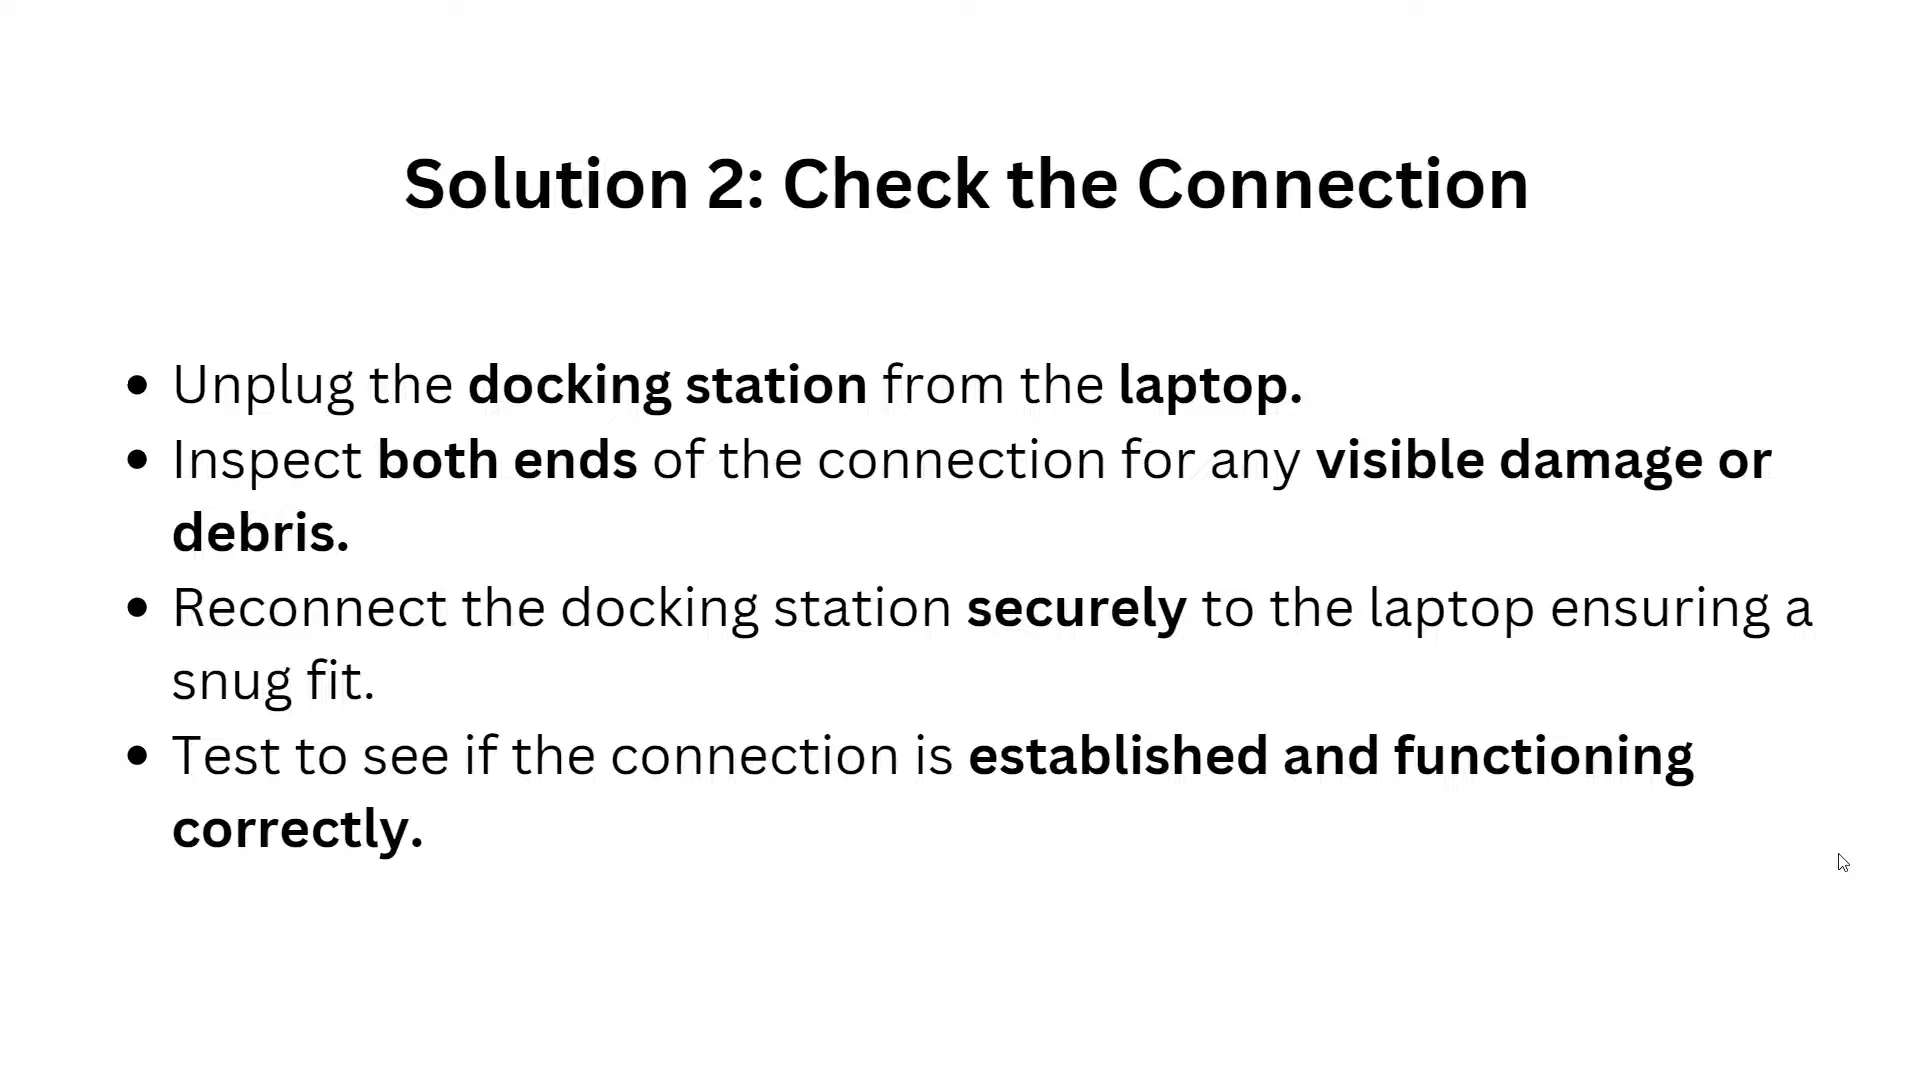 Solution 2: Check the Connection
• Unplug the docking station from the laptop.
• Inspect both ends of the connection for any visible damage or
debris.
• Reconnect the docking station securely to the laptop ensuring a
snug fit.
• Test to see if the connection is established and functioning
correctly.